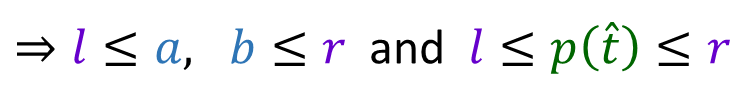 ⇒ l ≤ a, b ≤ r and l ≤ p(t̂) ≤ r